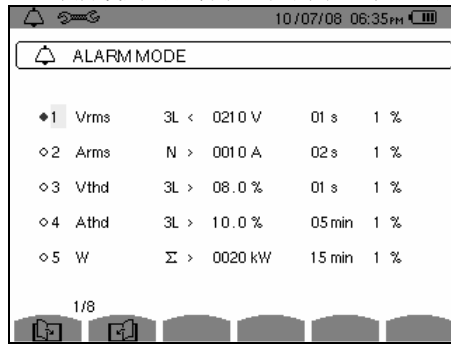 10/07/08 06:35PM
ALARM MODE
1 Vrms 3L < 0210 V 01 s 1 %
2 Arms N > 0010 A 02 s 1 %
3 Vthd 3L > 08.0 % 01 s 1 %
4 Athd 3L > 10.0 % 05 min 1 %
5 W Σ > 0020 kW 15 min 1 %
1/8